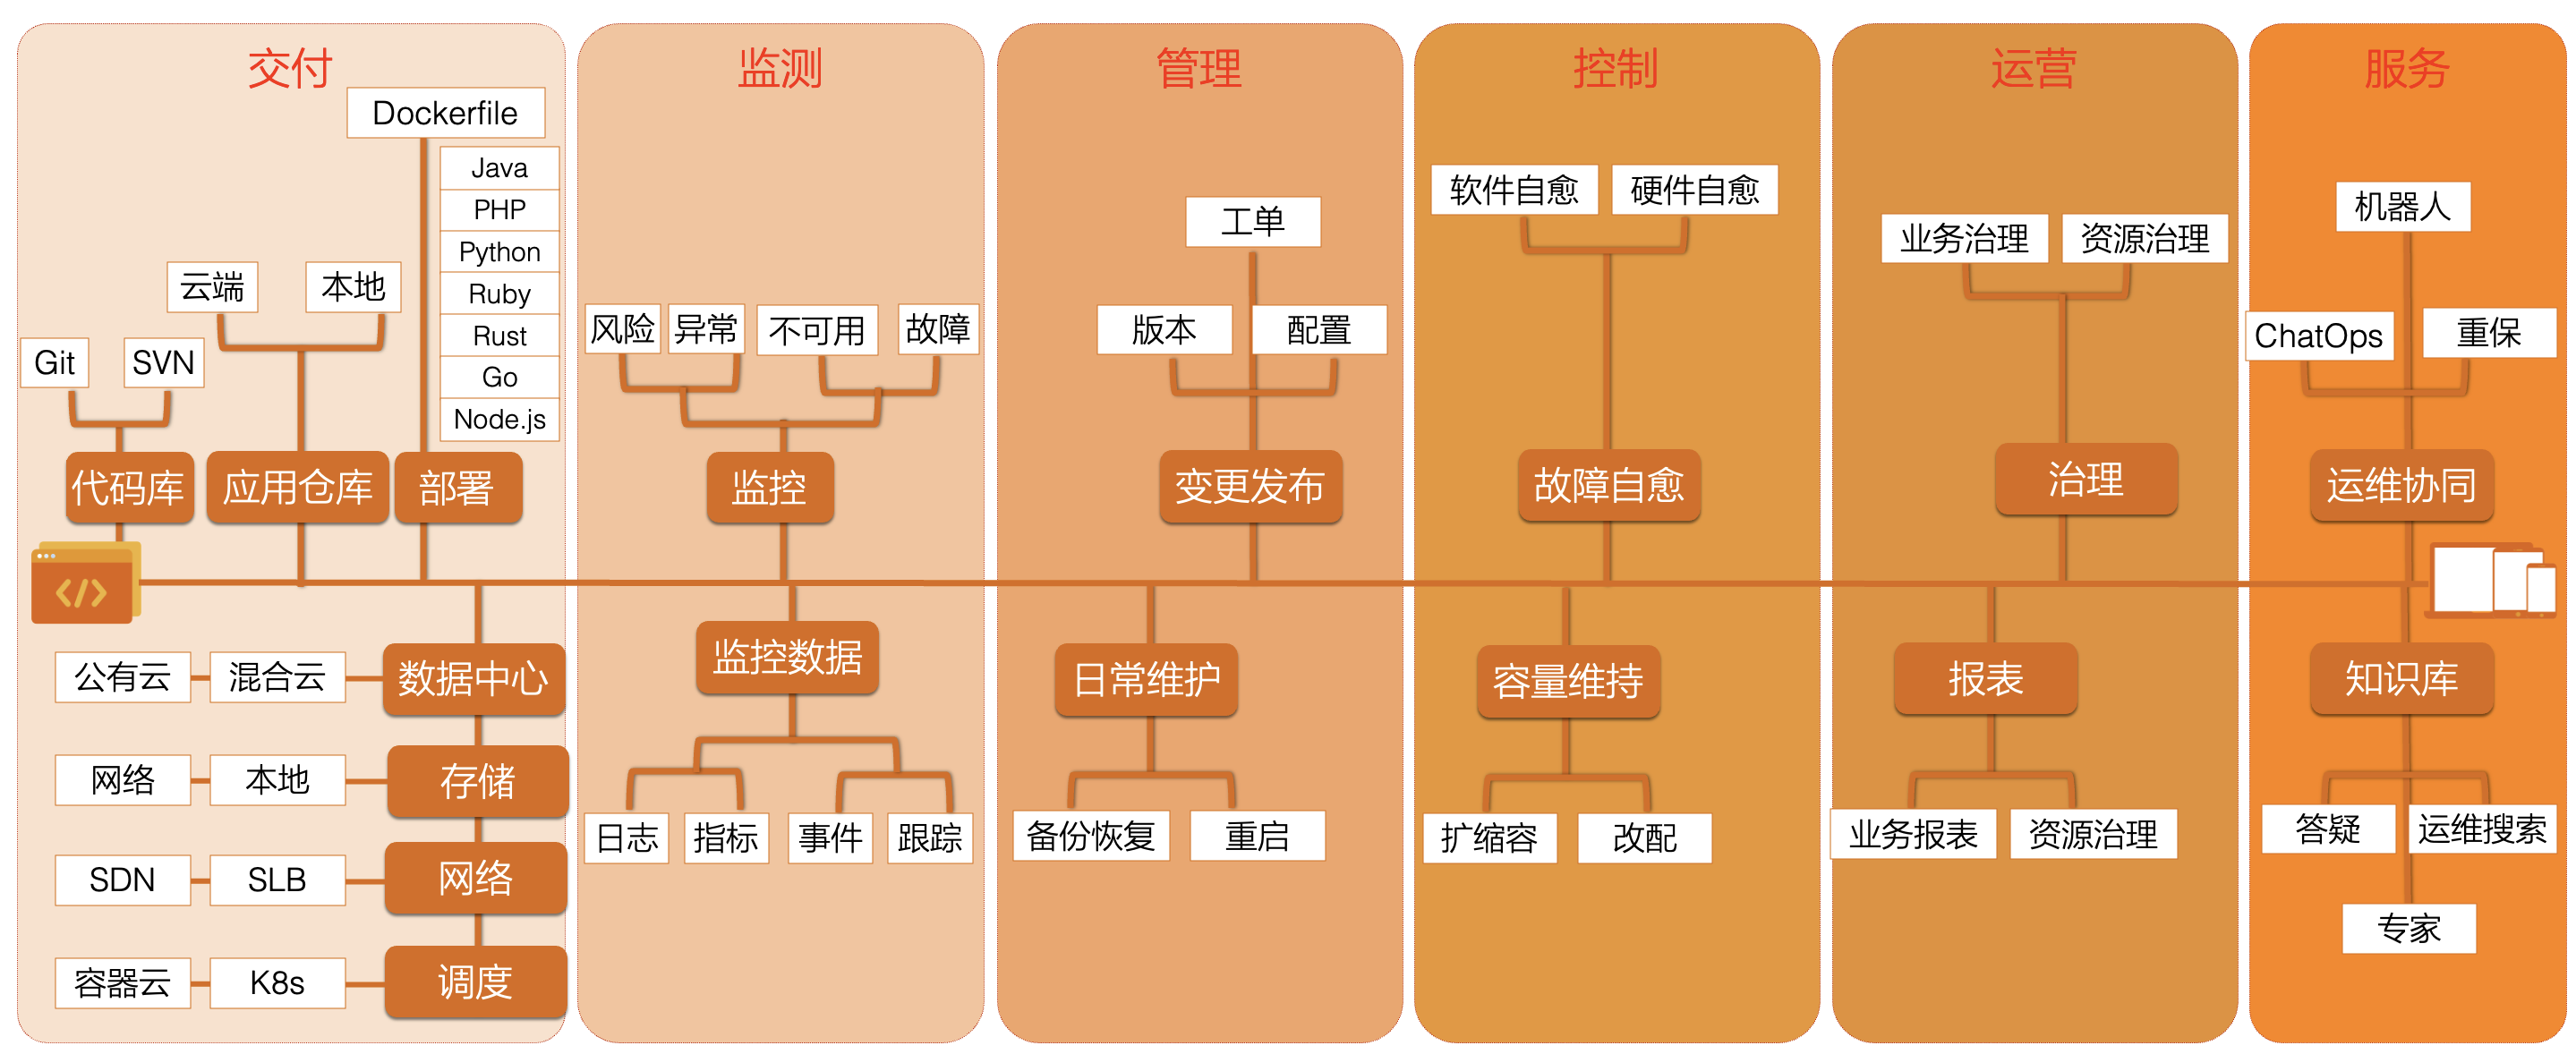 交付
Dockerfile
Java
PHP
Python
Ruby
Rust
Go
Node.js
云端
本地
Git
SVN
代码库
应用仓库
部署
公有云
混合云
数据中心
网络
本地
存储
SDN
SLB
网络
容器云
K8s
调度
监测
风险
异常
不可用
故障
监控
监控数据
日志
指标
事件
跟踪
管理
工单
版本
配置
变更发布
日常维护
备份恢复
重启
控制
软件自愈
硬件自愈
故障自愈
容量维持
扩缩容
改配
运营
业务治理
资源治理
治理
报表
业务报表
资源治理
服务
机器人
ChatOps
重保
运维协同
知识库
答疑
运维搜索
专家